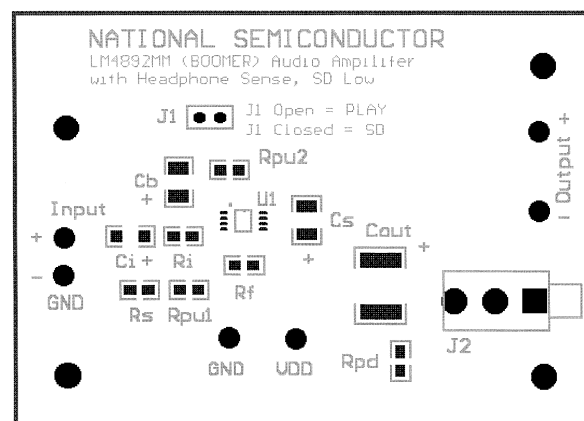 NATIONAL SEMICONDUCTOR
LM4892MM (BOOMER) Audio Ampilifer
with Headphone Sense, SD Low
J1
J1 Open = PLAY
J1 Closed = SD
Rpu2
Cb
+
U1
Input
+
-
GND
Ci+
Ri
Cs
+
Cout
+
Output
+
-
Rf
Rs
Rpu1
GND
VDD
Rpd
J2